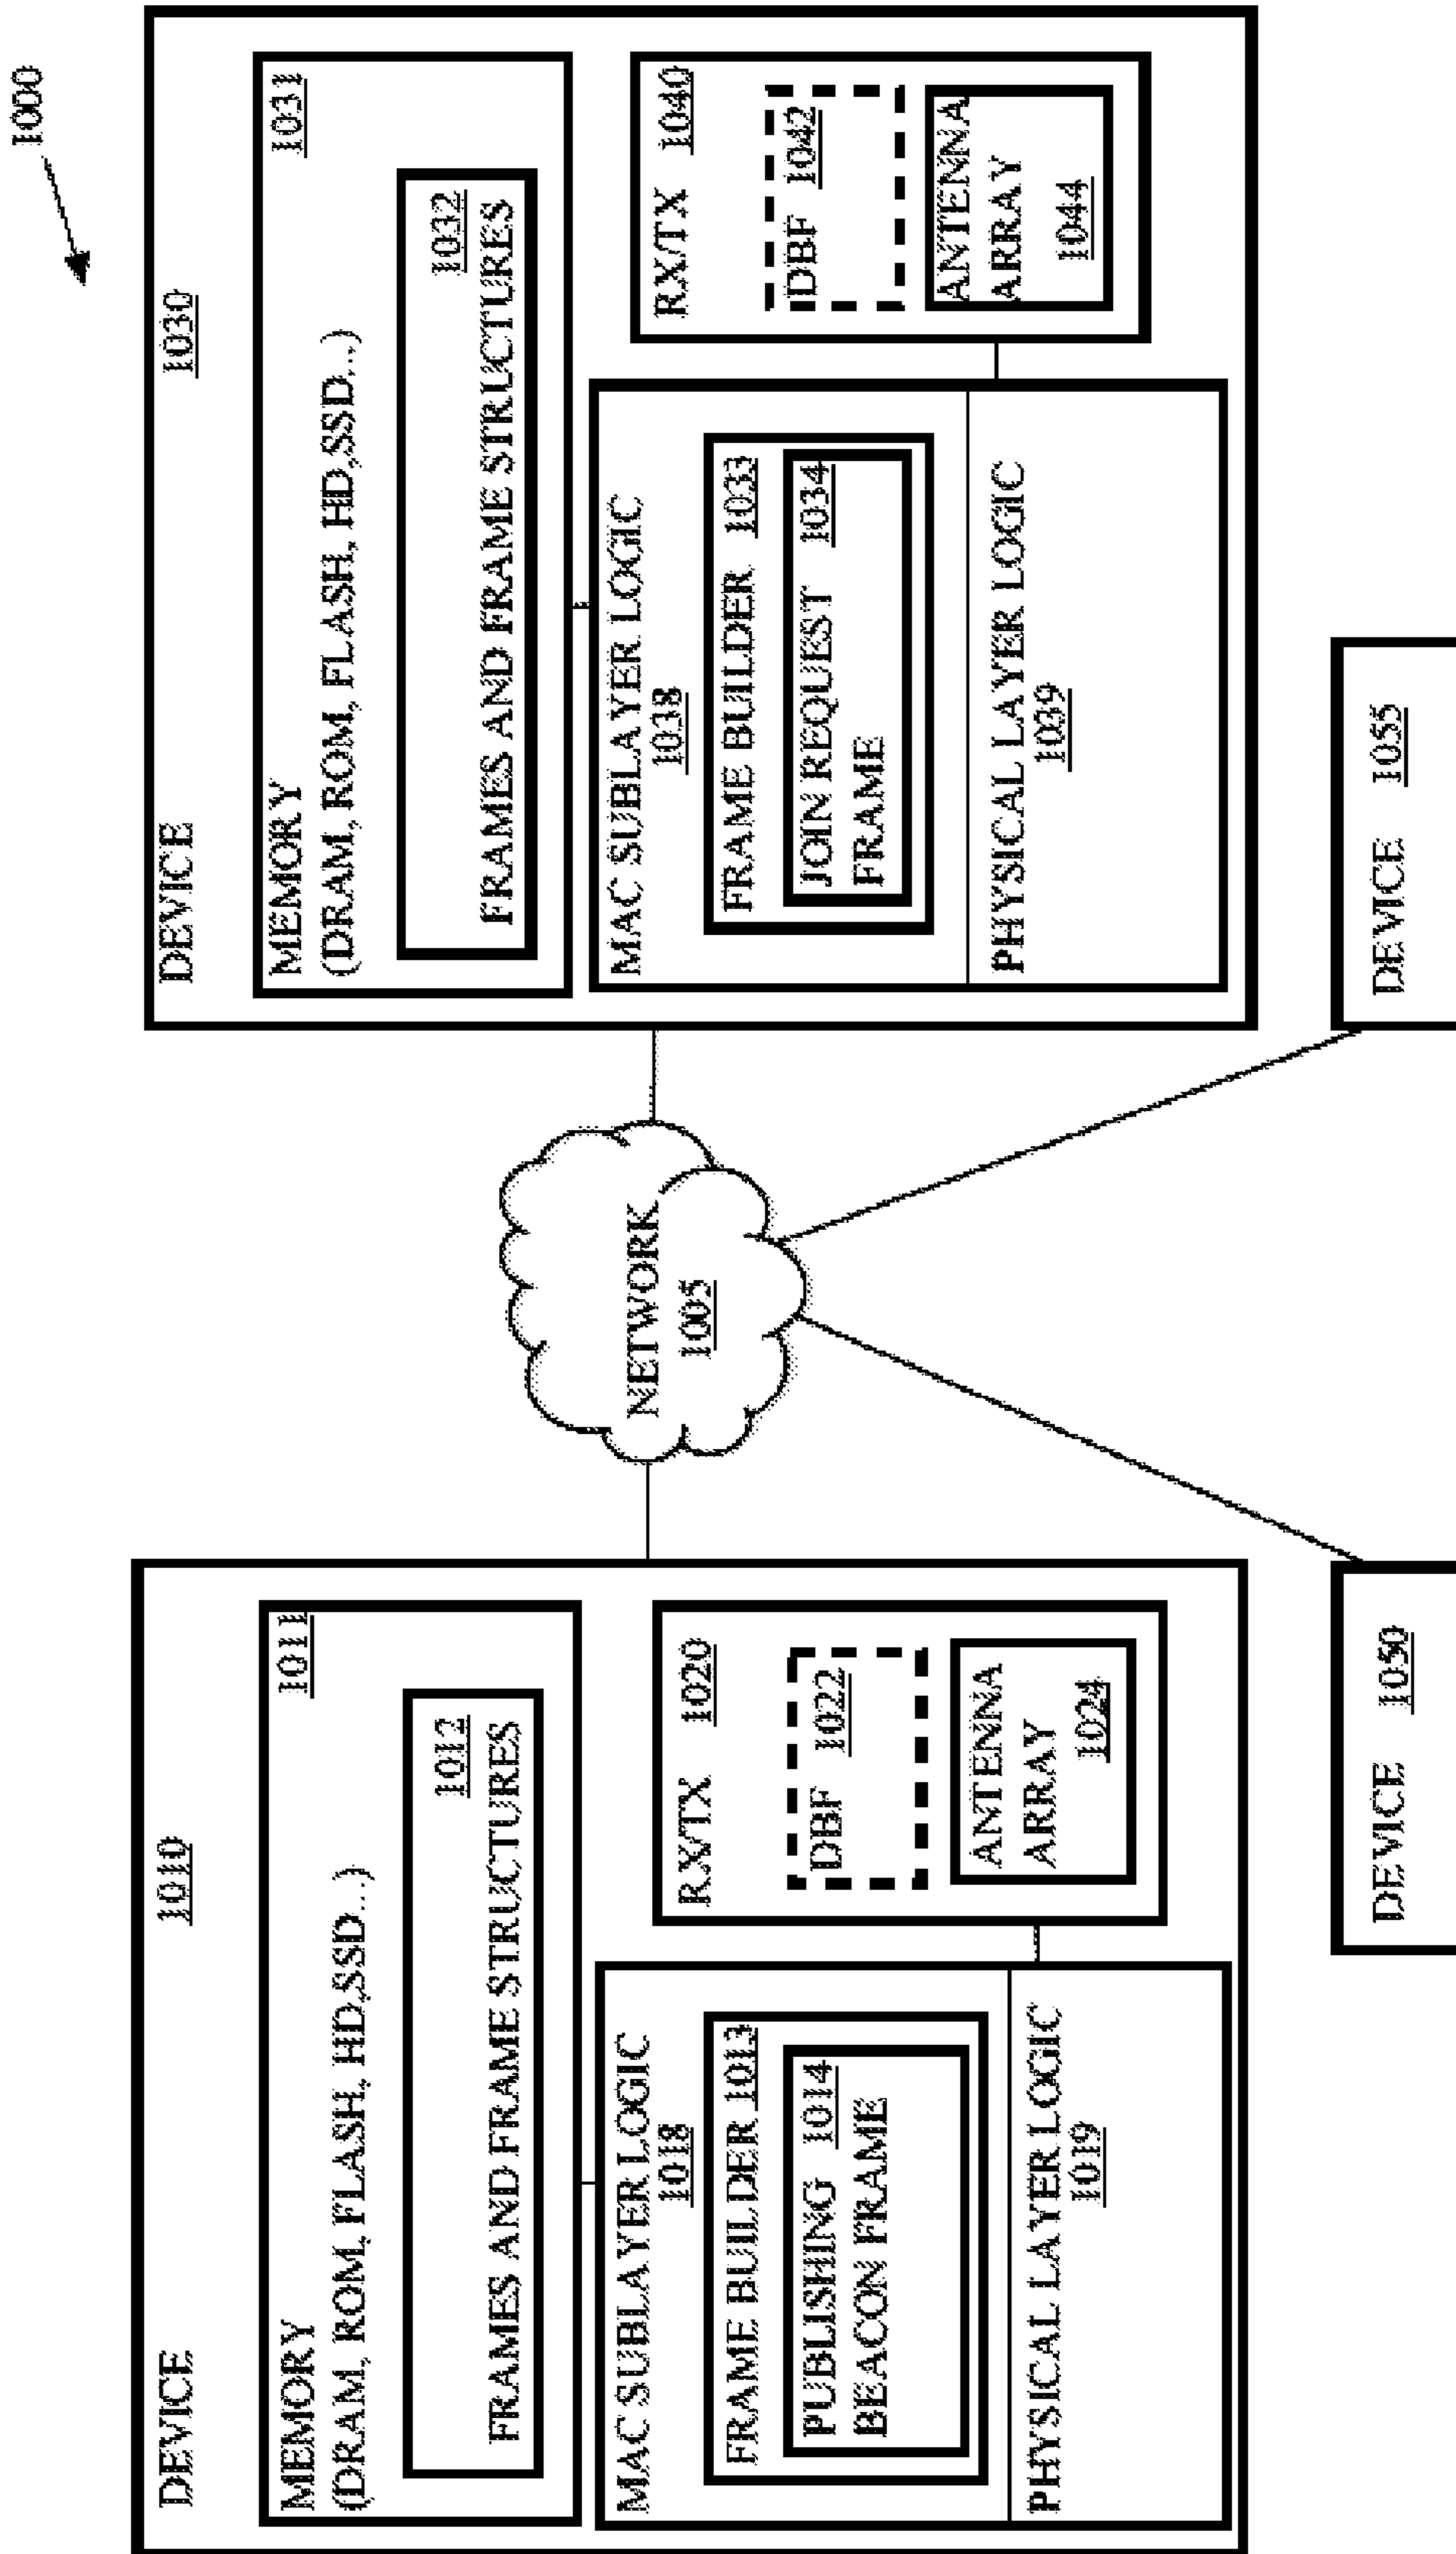 1000
DEVICE 1010
MEMORY 1011
(DRAM, ROM, FLASH, HD,SSD...)
1012
FRAMES AND FRAME STRUCTURES
MAC SUBLAYER LOGIC
1018
FRAME BUILDER 1013
PUBLISHING 1014
BEACON FRAME
PHYSICAL LAYER LOGIC
1019
RX/TX 1020
DBF 1022
ANTENNA
ARRAY
1024
NETWORK
1005
DEVICE 1030
MEMORY 1031
(DRAM, ROM, FLASH, HD,SSD...)
1032
FRAMES AND FRAME STRUCTURES
MAC SUBLAYER LOGIC
1038
FRAME BUILDER 1033
JOIN REQUEST 1034
FRAME
PHYSICAL LAYER LOGIC
1039
RX/TX 1040
DBF 1042
ANTENNA
ARRAY
1044
DEVICE 1050
DEVICE 1055